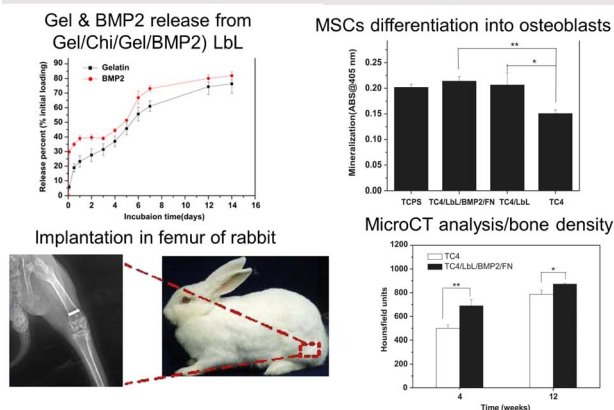 Gel & BMP2 release from
Gel/Chi/Gel/BMP2) LbL
90
80
70
60
50
40
30
20
10
0
Release percent (% initial loading)
Gelatin
BMP2
0 2 4 6 8 10 12 14 16
Incubaion time(days)
MSCs differentiation into osteoblasts
0.25
0.20
0.15
0.10
0.05
0.00
Mineralization(ABS@405 nm)
**
*
TCPS TC4/LbL/BMP2/FN TC4/LbL TC4
Implantation in femur of rabbit
MicroCT analysis/bone density
1200
1000
800
600
400
200
0
Hounsfield units
TC4
TC4/LbL/BMP2/FN
**
*
4 12
Time (weeks)